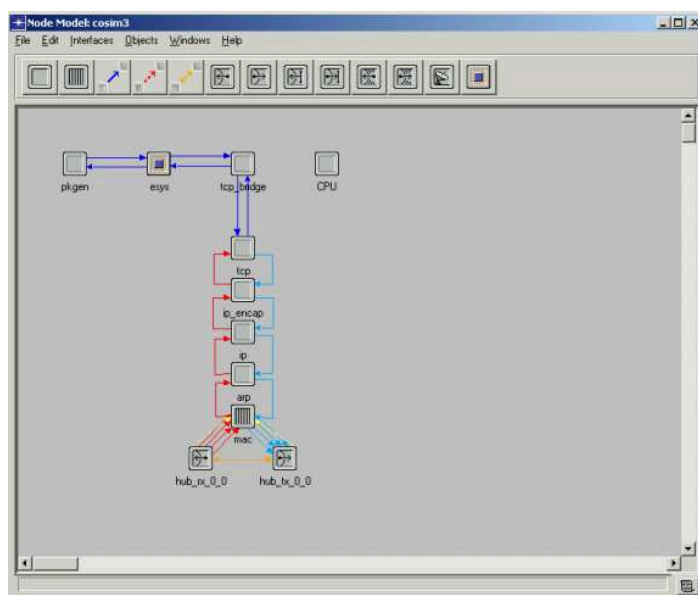 Node Model: cosim3
File Edit Interfaces Objects Windows Help
pkgen esys tcp_bridge CPU
tcp
ip_encap
ip
arp
mac
hub_rx_0_0 hub_tx_0_0